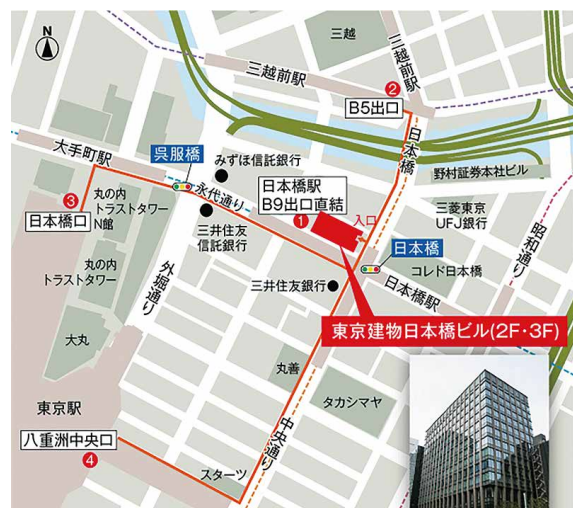 N
三越
三越前駅
三越前駅
2
B5出口
日本橋
大手町駅
呉服橋
みずほ信託銀行
永代通り
日本橋駅
B9出口直結
野村証券本社ビル
3
日本橋口
丸の内
トラストタワー
N館
三井住友
信託銀行
1
入口
三菱東京
UFJ銀行
昭和通り
日本橋
コレド日本橋
丸の内
トラストタワー
外堀通り
三井住友銀行
日本橋駅
東京建物日本橋ビル(2F・3F)
大丸
丸善
タカシマヤ
東京駅
八重洲中央口
4
中央通り
スターツ